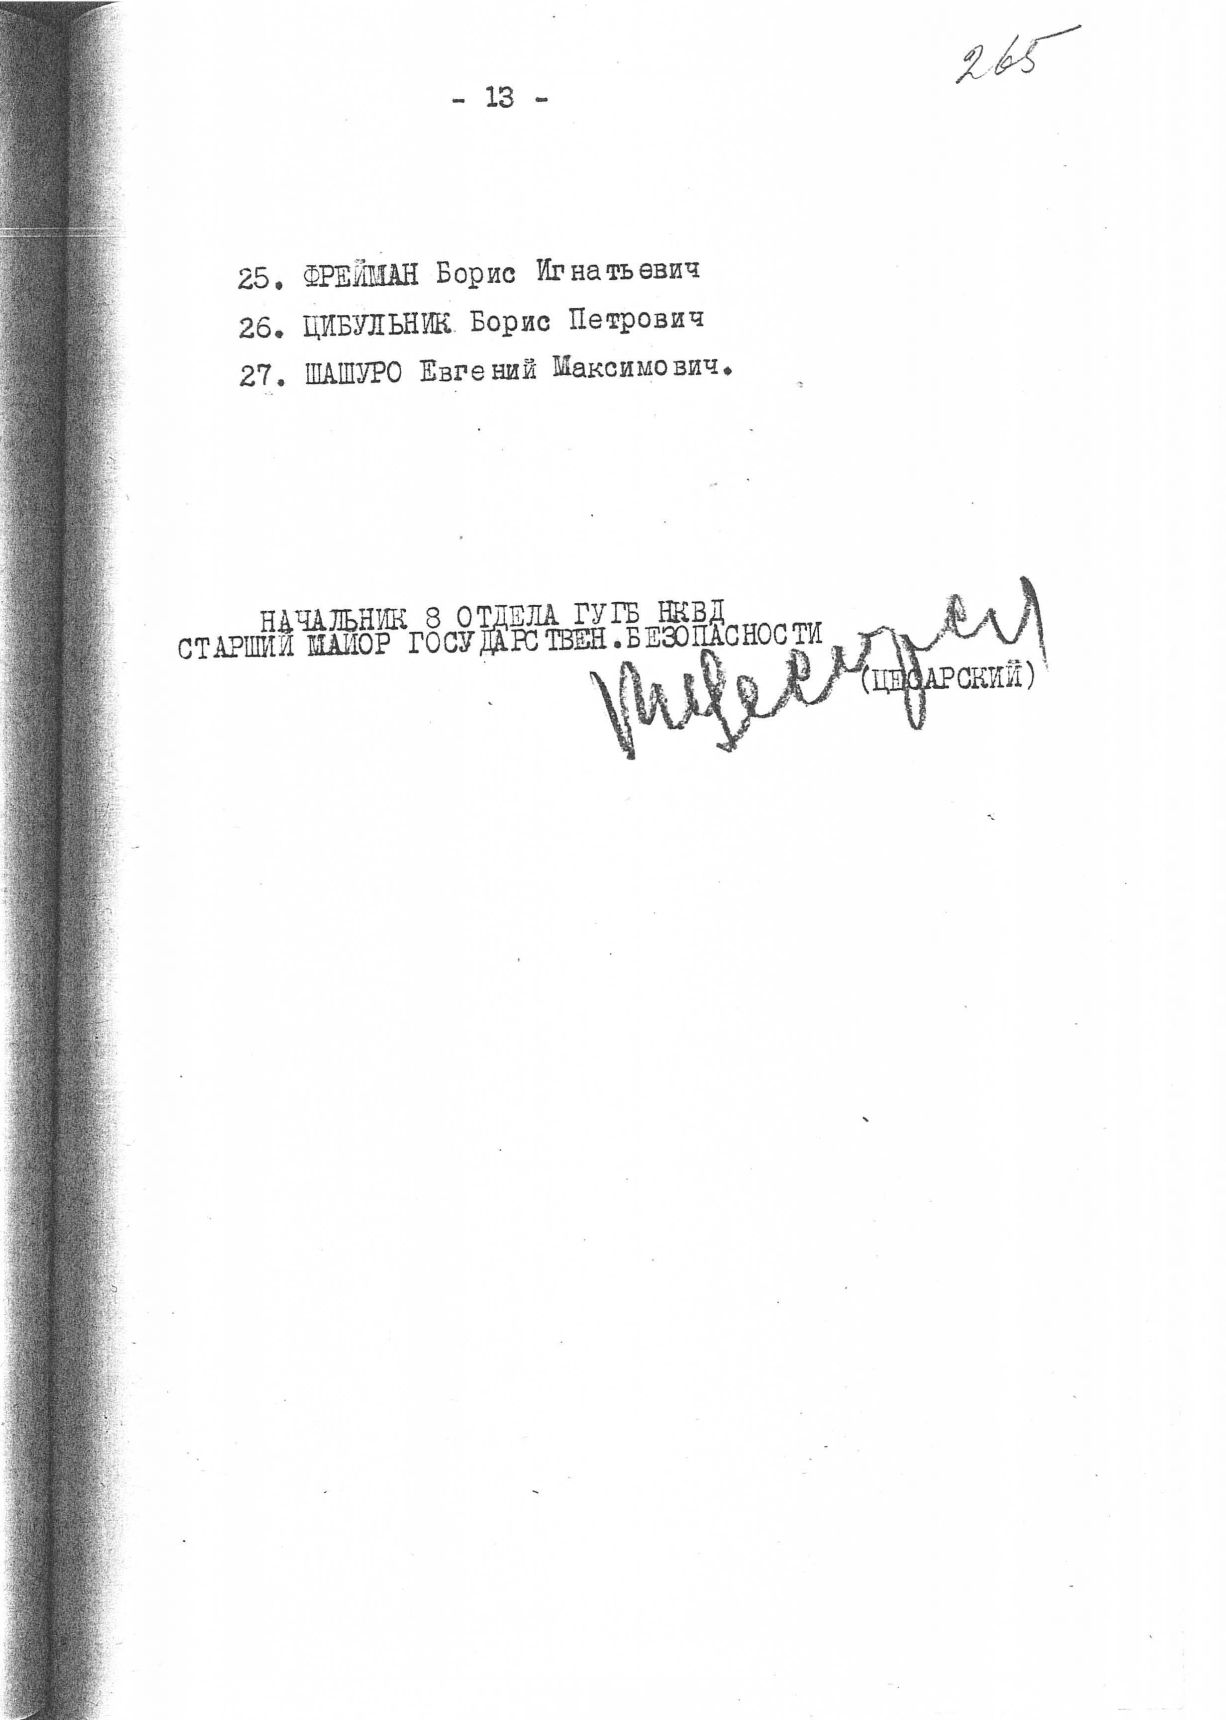 265
- 13 -
25. ФРЕЙМАН Борис Игнатьевич
26. ЦИБУЛЬНИК Борис Петрович
27. ШАШУРО Евгений Максимович.
НАЧАЛЬНИК 8 ОТДЕЛА ГУГБ НКВД
СТАРШИЙ МАЙОР ГОСУДАРСТВЕН.БЕЗОПАСНОСТИ
(ЦЕСАРСКИЙ)